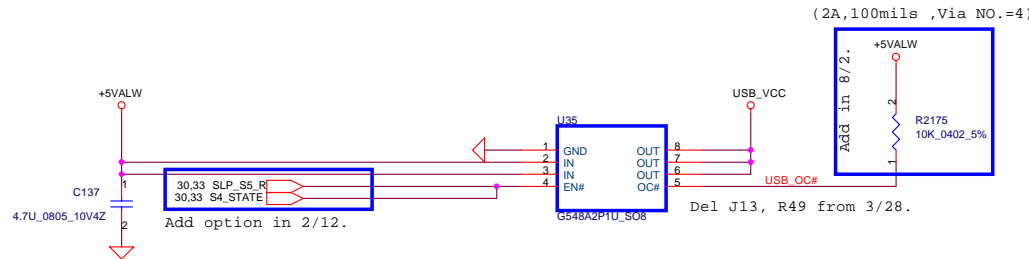 (2A,100mils ,Via NO.=4)
+5VALW
Add in 8/2.
2
R2175
10K_0402_5%
1
+5VALW
USB_VCC
U35
1 GND OUT 8
2 IN OUT 7
3 IN OUT 6
4 EN# OC# 5
G548A2P1U_SO8
USB_OC#
30,33 SLP_S5_R
30,33 S4_STATE
Add option in 2/12.
Del J13, R49 from 3/28.
C137
1
4.7U_0805_10V4Z
2